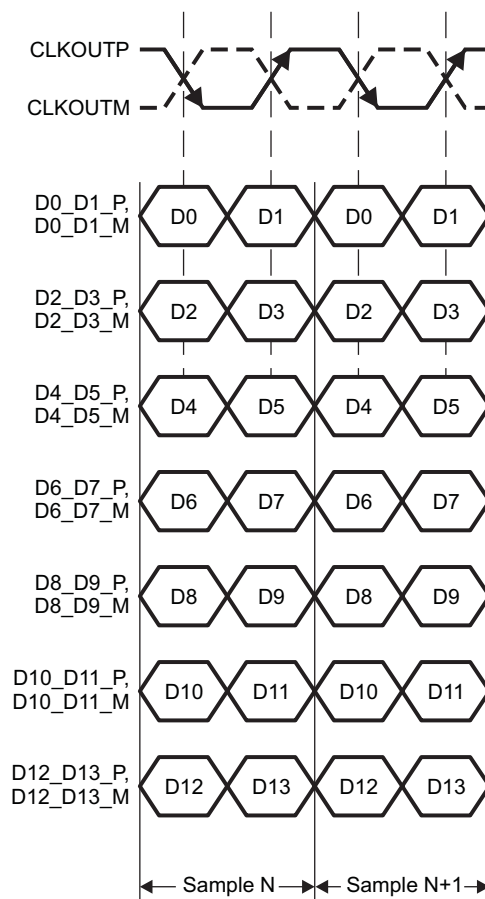 CLKOUTP
CLKOUTM
D0_D1_P,
D0_D1_M
D0 D1 D0 D1
D2_D3_P,
D2_D3_M
D2 D3 D2 D3
D4_D5_P,
D4_D5_M
D4 D5 D4 D5
D6_D7_P,
D6_D7_M
D6 D7 D6 D7
D8_D9_P,
D8_D9_M
D8 D9 D8 D9
D10_D11_P,
D10_D11_M
D10 D11 D10 D11
D12_D13_P,
D12_D13_M
D12 D13 D12 D13
Sample N Sample N+1